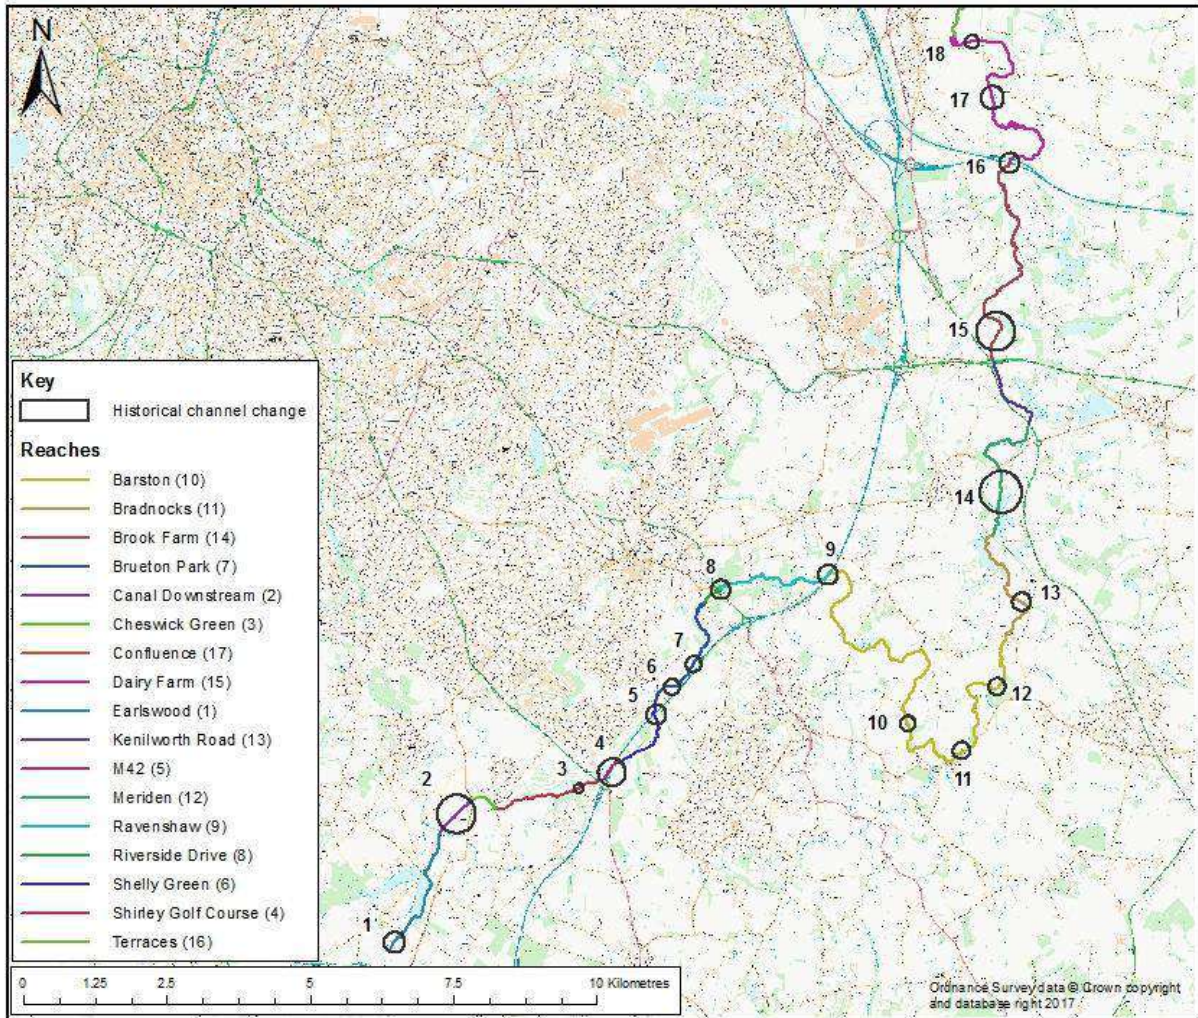 N
18
17
16
15
14
9
8
13
7
6
5
12
10
4
11
3
2
1
Key
Historical channel change
Reaches
Barston (10)
Bradnocks (11)
Brook Farm (14)
Brueton Park (7)
Canal Downstream (2)
Cheswick Green (3)
Confluence (17)
Dairy Farm (15)
Earlswood (1)
Kenilworth Road (13)
M42 (5)
Meriden (12)
Ravenshaw (9)
Riverside Drive (8)
Shelly Green (6)
Shirley Golf Course (4)
Terraces (16)
0 1.25 2.5 5 7.5 10 Kilometres
Ordnance Survey data © Crown copyright
and database right 2017